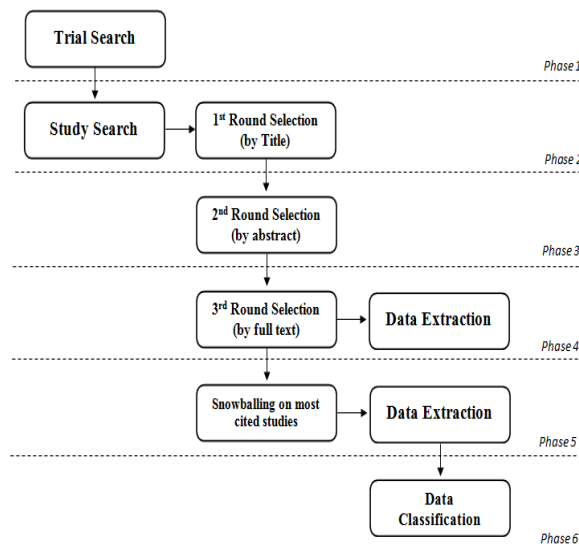 Trial Search
Phase 1
Study Search
1st Round Selection
(by Title)
Phase 2
2nd Round Selection
(by abstract)
Phase 3
3rd Round Selection
(by full text)
Data Extraction
Phase 4
Snowballing on most
cited studies
Data Extraction
Phase 5
Data
Classification
Phase 6